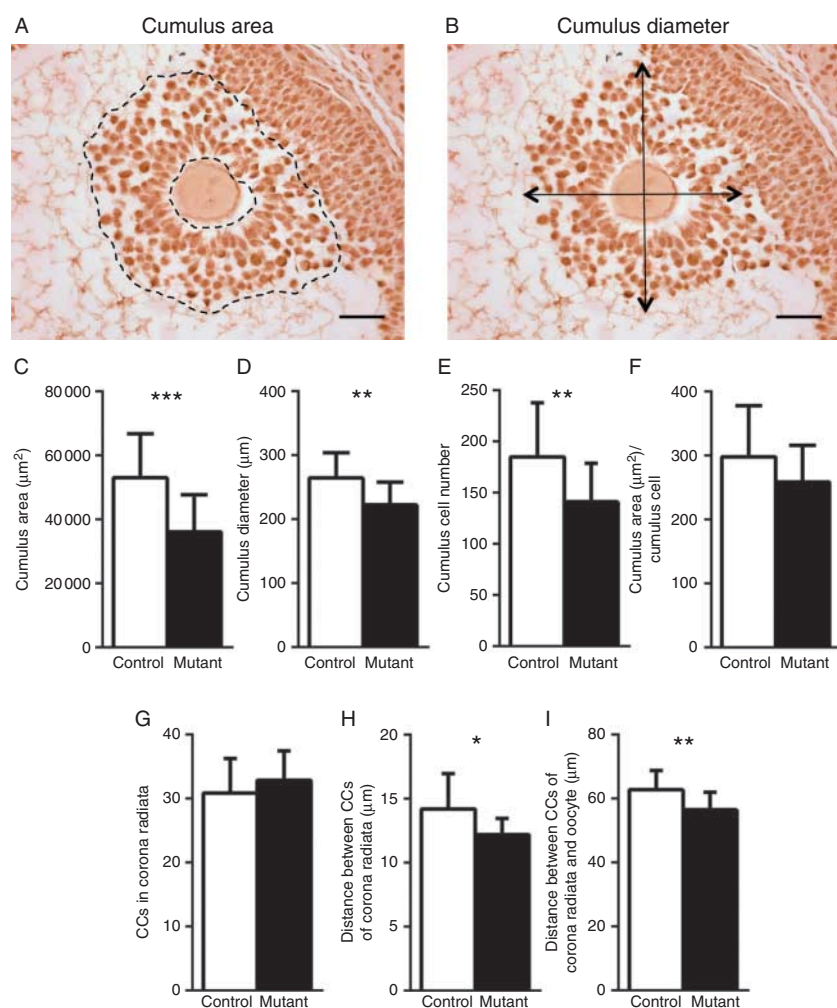 A Cumulus area
B Cumulus diameter
C
Cumulus area (µm²)
80 000
60 000
40 000
20 000
0
***
Control Mutant
D
Cumulus diameter (µm)
400
300
200
100
0
**
Control Mutant
E
Cumulus cell number
250
200
150
100
50
0
**
Control Mutant
F
Cumulus area (µm²)/
cumulus cell
400
300
200
100
0
Control Mutant
G
CCs in corona radiata
40
30
20
10
0
Control Mutant
H
Distance between CCs
of corona radiata (µm)
20
15
10
5
0
*
Control Mutant
I
Distance between CCs of
corona radiata and oocyte (µm)
80
60
40
20
0
**
Control Mutant